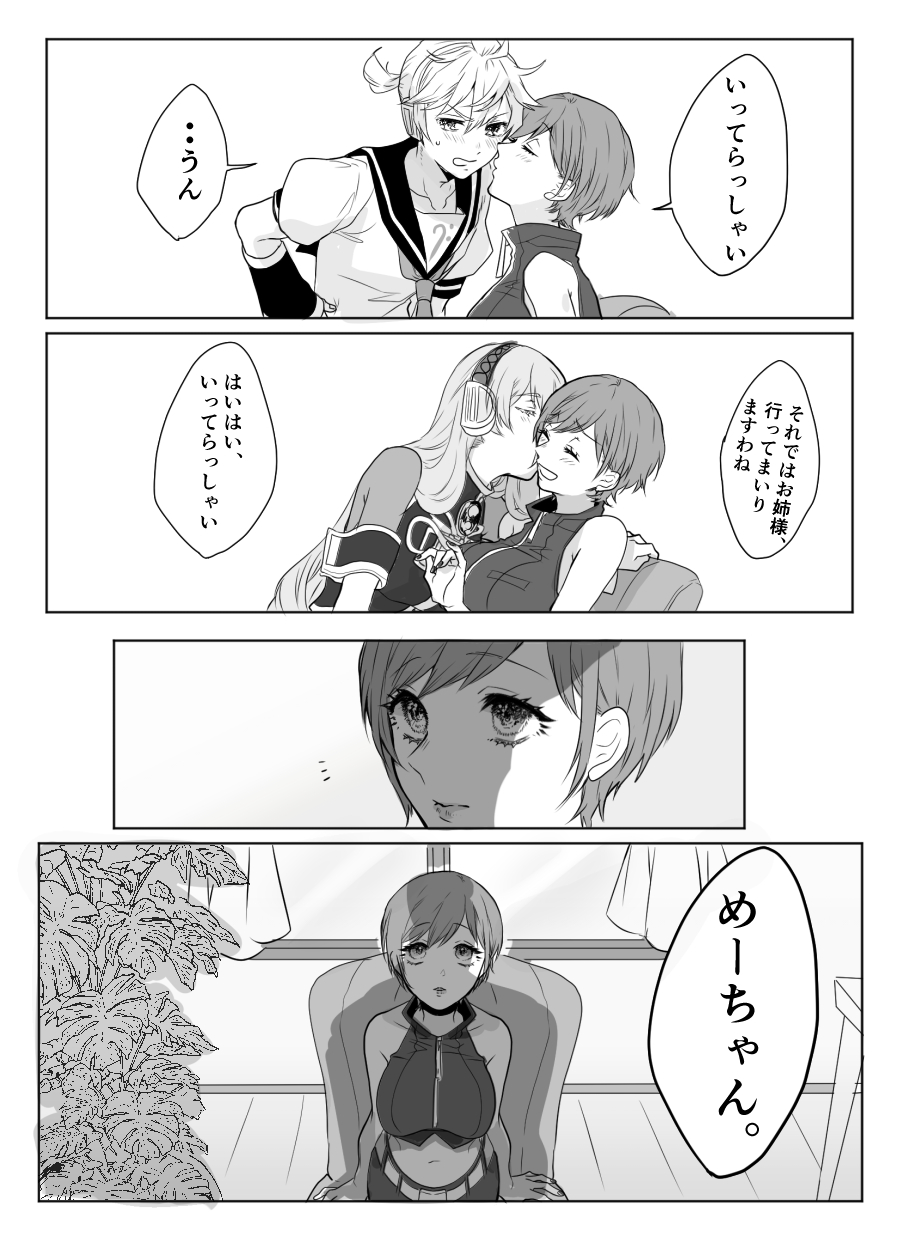 いってらっしゃい
‥うん
それではお姉様、
行ってまいり
ますわね
はいはい、
いってらっしゃい
めーちゃん。